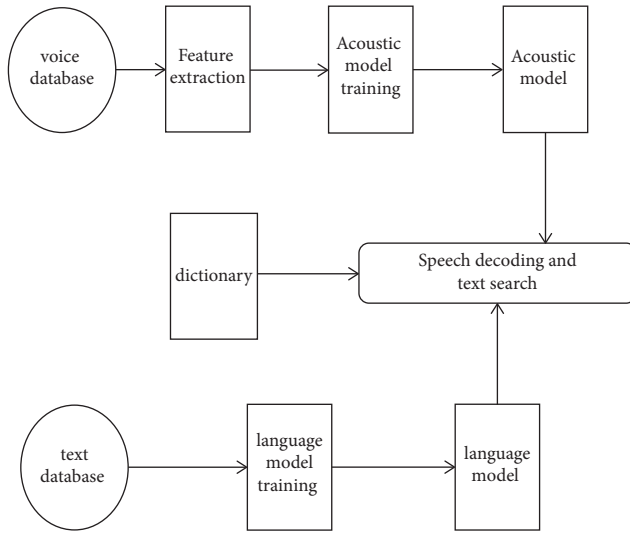 voice
database
Feature
extraction
Acoustic
model
training
Acoustic
model
dictionary
Speech decoding and
text search
text
database
language
model
training
language
model